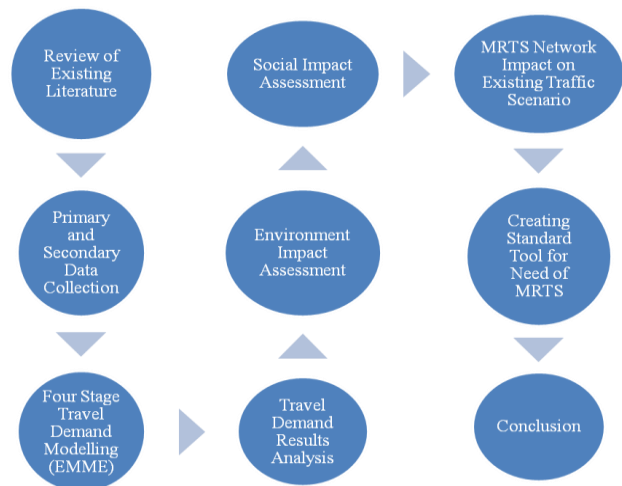 Review of
Existing
Literature
Primary
and
Secondary
Data
Collection
Four Stage
Travel
Demand
Modelling
(EMME)
Travel
Demand
Results
Analysis
Environment
Impact
Assessment
Social Impact
Assessment
MRTS Network
Impact on
Existing Traffic
Scenario
Creating
Standard
Tool for
Need of
MRTS
Conclusion